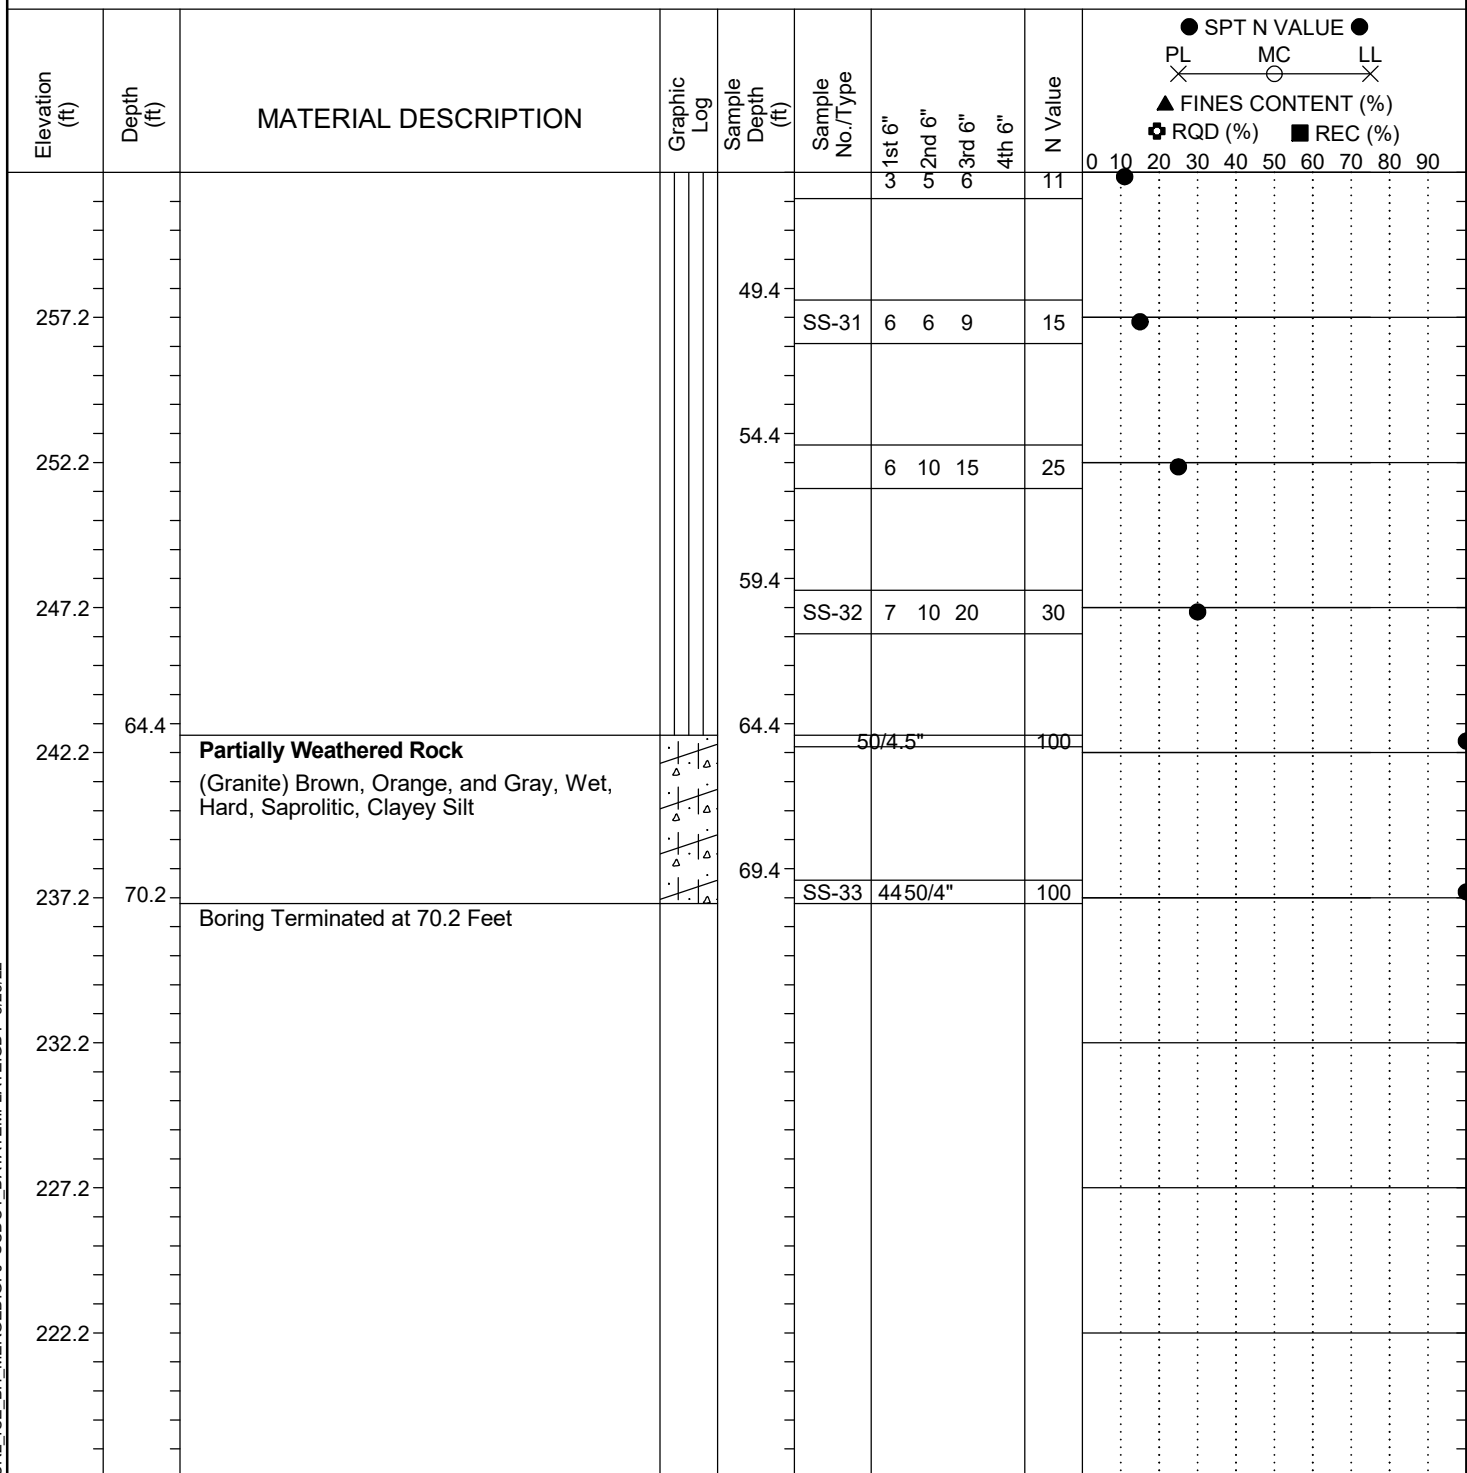 ● SPT N VALUE ●
PL MC LL
▲ FINES CONTENT (%)
RQD (%) ■ REC (%)
Elevation (ft)
Depth (ft)
MATERIAL DESCRIPTION
Graphic Log
Sample Depth (ft)
Sample No./Type
1st 6"
2nd 6"
3rd 6"
4th 6"
N Value
0 10 20 30 40 50 60 70 80 90
3 5 6 11
49.4
257.2 SS-31 6 6 9 15
54.4
252.2 6 10 15 25
59.4
247.2 SS-32 7 10 20 30
64.4 64.4
50/4.5" 100
242.2 Partially Weathered Rock
(Granite) Brown, Orange, and Gray, Wet,
Hard, Saprolitic, Clayey Silt
69.4
237.2 70.2 SS-33 44 50/4" 100
Boring Terminated at 70.2 Feet
232.2
227.2
222.2